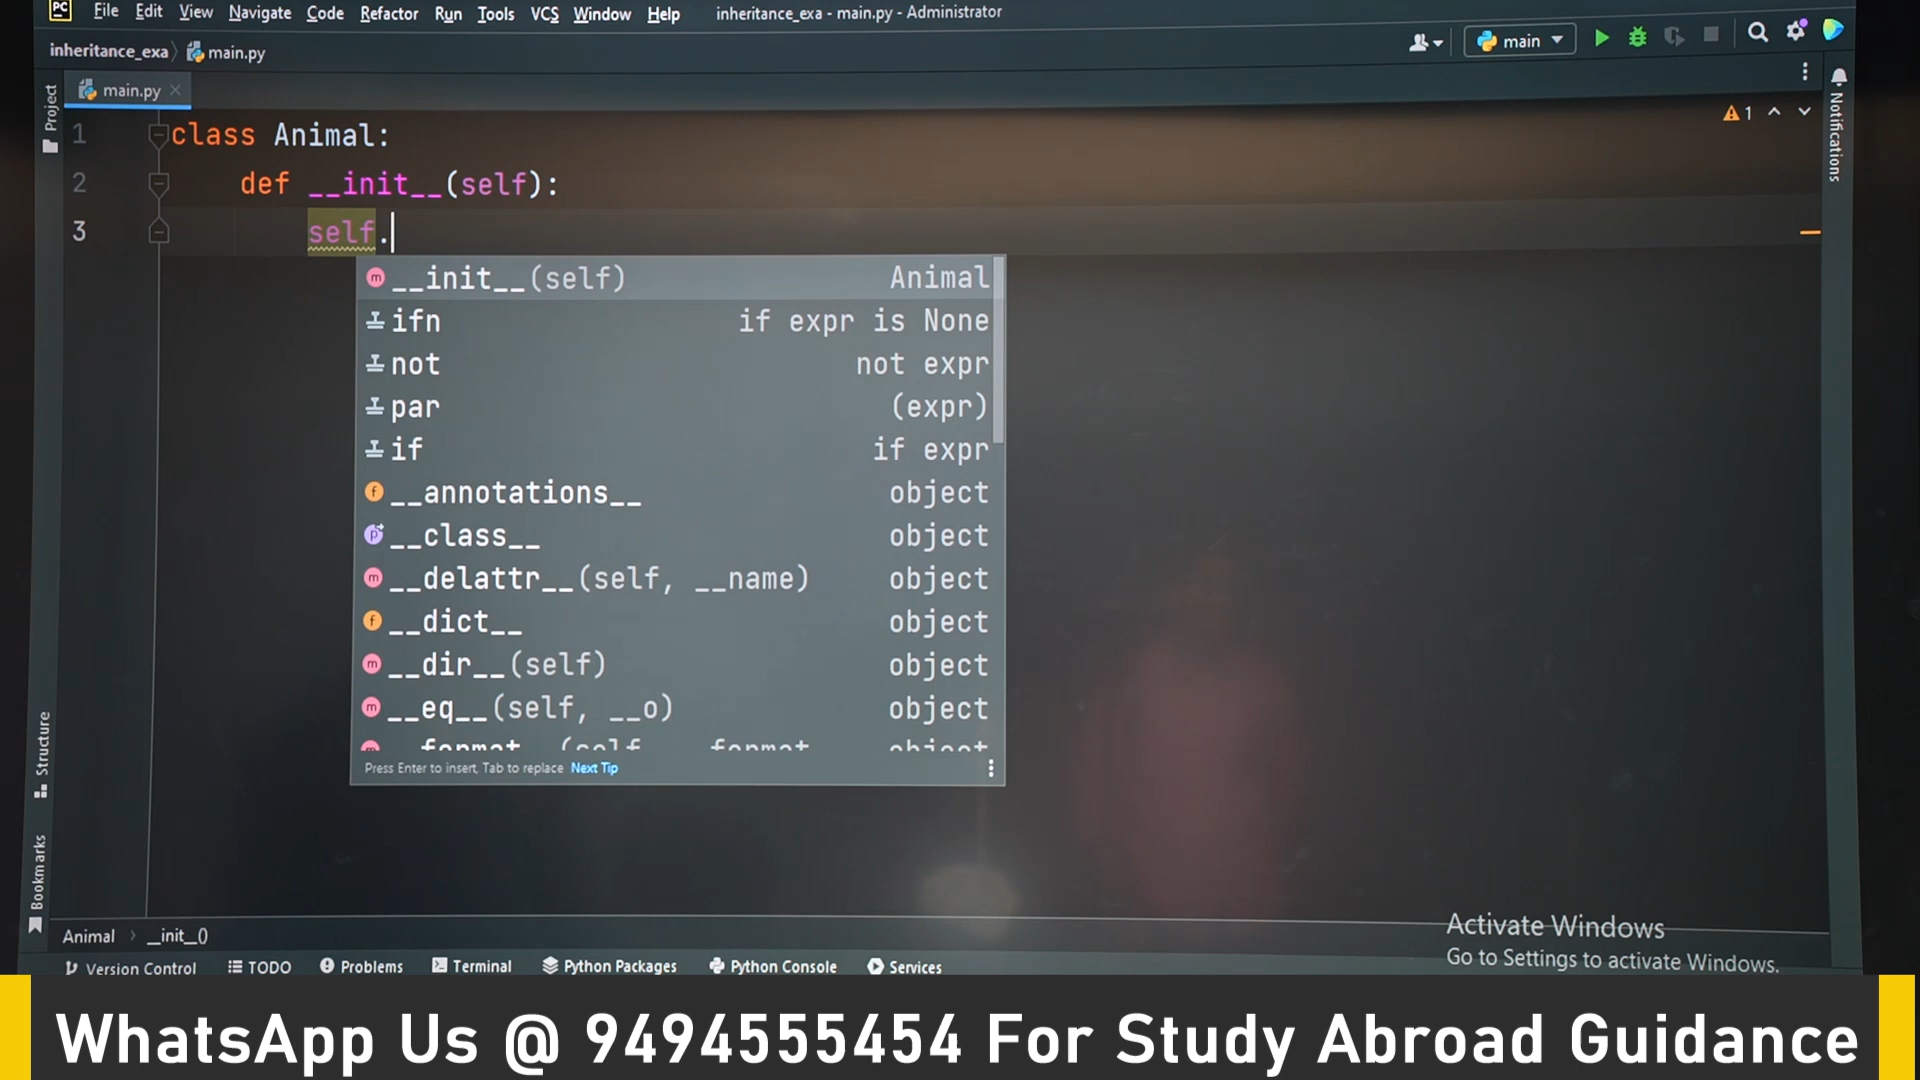 PC File Edit View Navigate Code Refactor Run Tools VCS Window Help inheritance_exa - main.py - Administrator
inheritance_exa main.py main
main.py
Project
Notifications
1 class Animal: 1
2 def __init__(self):
3 self.
__init__(self) Animal
ifn if expr is None
not not expr
par (expr)
if if expr
__annotations__ object
__class__ object
__delattr__(self, __name) object
__dict__ object
__dir__(self) object
__eq__(self, __o) object
Press Enter to insert, Tab to replace Next Tip
Structure
Bookmarks
Activate Windows
Go to Settings to activate Windows.
Animal __init__()
Version Control TODO Problems Terminal Python Packages Python Console Services
WhatsApp Us @ 9494555454 For Study Abroad Guidance